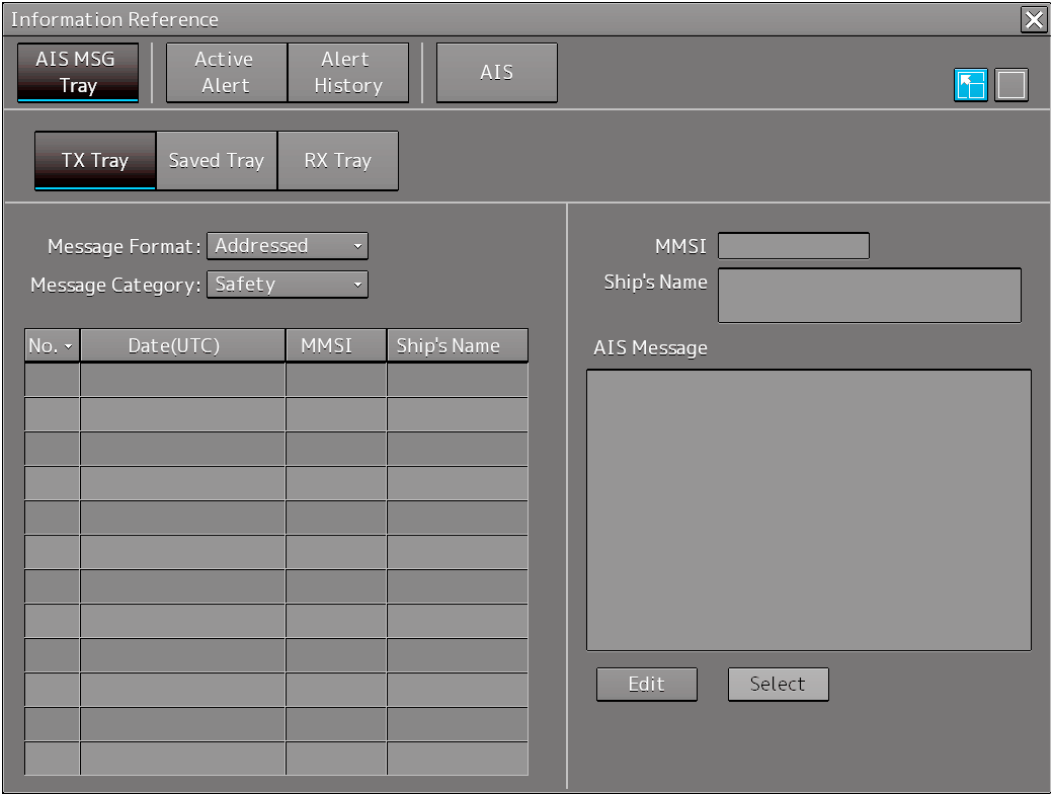 Information Reference
AIS MSG
Tray
Active
Alert
Alert
History
AIS
TX Tray
Saved Tray
RX Tray
Message Format: Addressed
Message Category: Safety
No.
Date(UTC)
MMSI
Ship's Name
MMSI
Ship's Name
AIS Message
Edit
Select